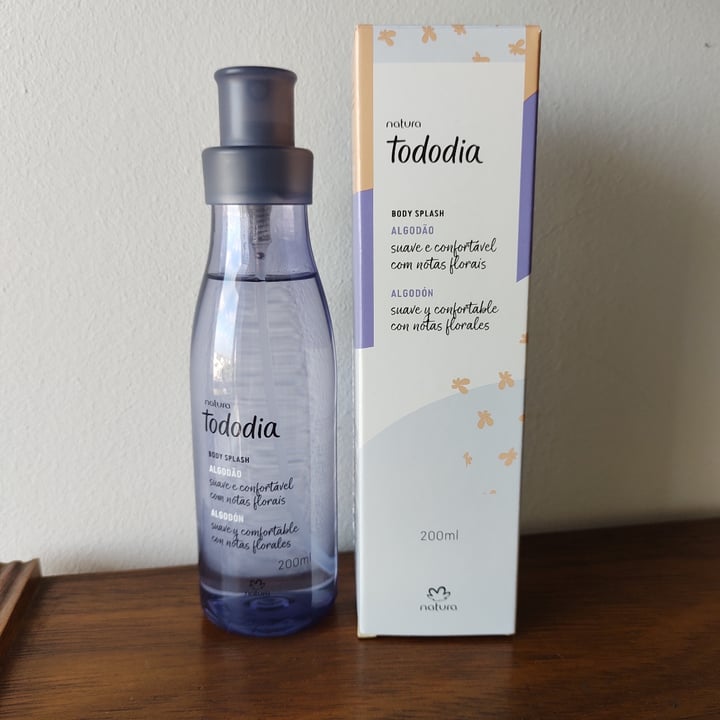 natura
tododia
BODY SPLASH
ALGODÃO
suave e confortável
com notas florais
ALGODÓN
suave y comfortable
con notas florales
200ml
natura
natura
tododia
BODY SPLASH
ALGODÃO
suave e confortável
com notas florais
ALGODÓN
suave y confortable
con notas florales
200ml
natura